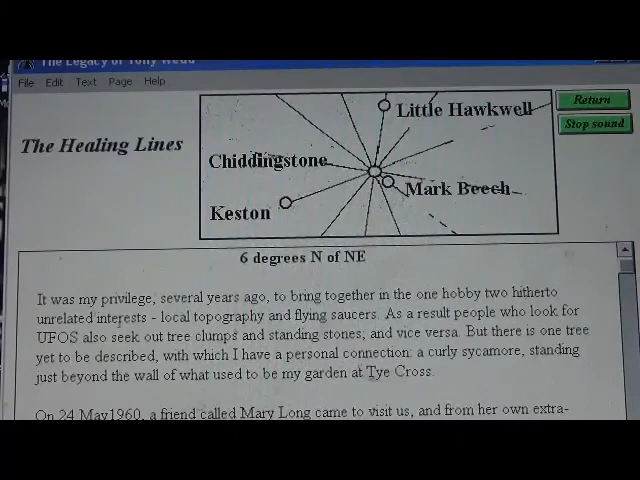 The Legacy of Tony Wedd
File Edit Text Page Help
The Healing Lines
Little Hawkwell
Chiddingstone
Mark Beech
Keston
Return
Stop sound
6 degrees N of NE
It was my privilege, several years ago, to bring together in the one hobby two hitherto
unrelated interests - local topography and flying saucers. As a result people who look for
UFOS also seek out tree clumps and standing stones, and vice versa. But there is one tree
yet to be described, with which I have a personal connection: a curly sycamore, standing
just beyond the wall of what used to be my garden at Tye Cross.
On 24 May1960, a friend called Mary Long came to visit us, and from her own extra-